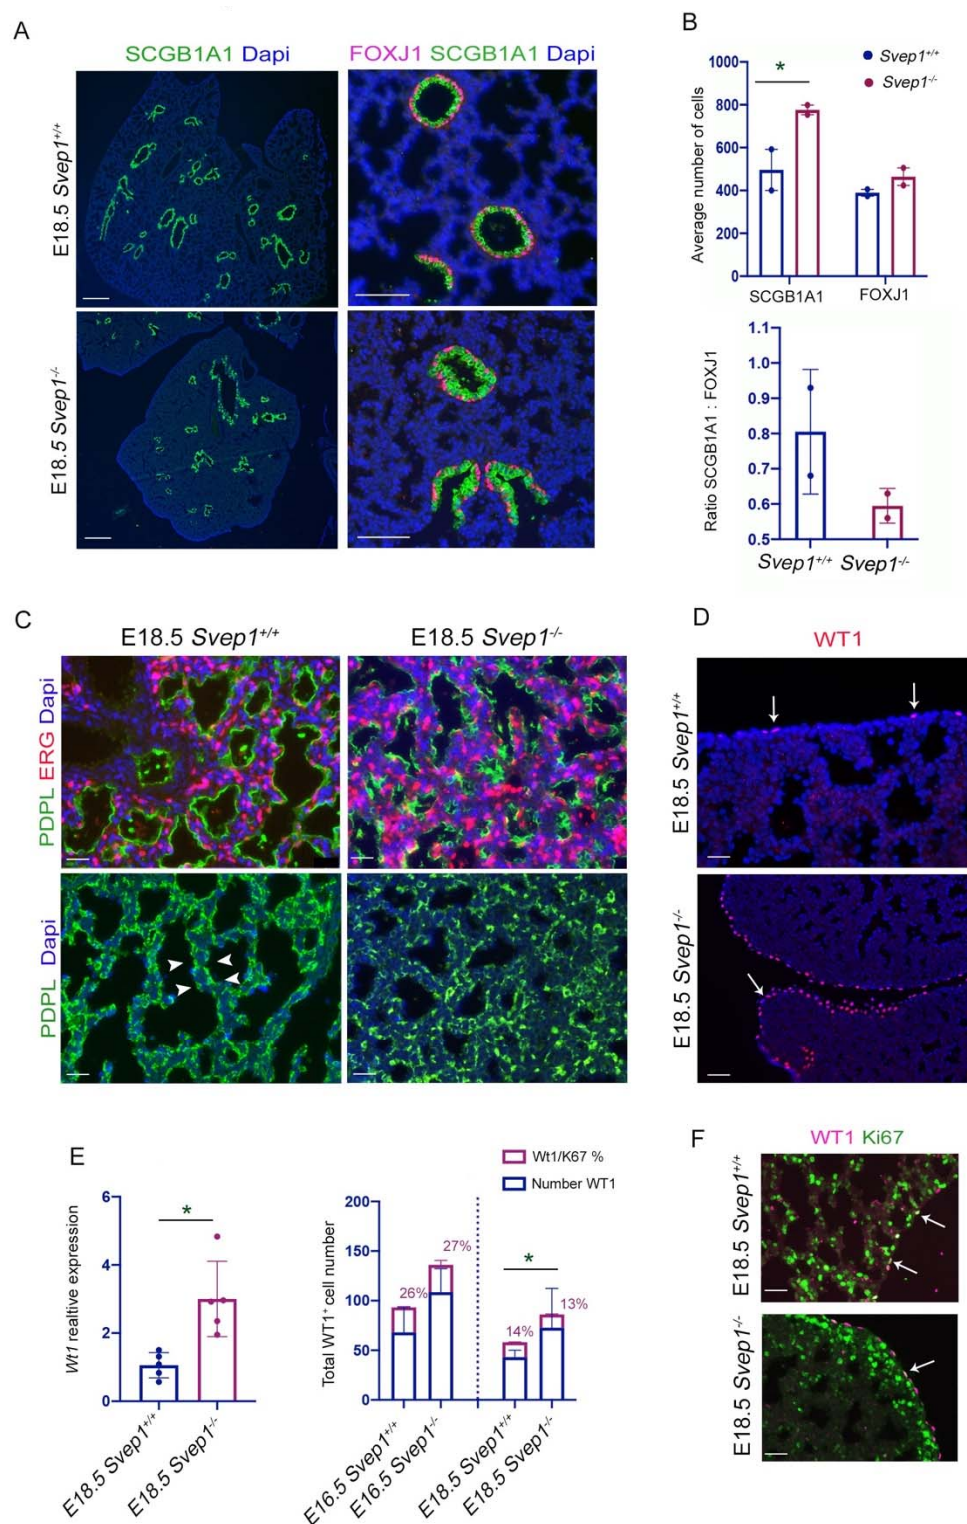 A
SCGB1A1 Dapi
FOXJ1 SCGB1A1 Dapi
E18.5 Svep1+/+
E18.5 Svep1-/-
B
Svep1+/+
Svep1-/-
*
1000
800
600
400
200
0
Average number of cells
SCGB1A1
FOXJ1
1.1
1.0
0.9
0.8
0.7
0.6
0.5
Ratio SCGB1A1 : FOXJ1
Svep1+/+
Svep1-/-
C
E18.5 Svep1+/+
E18.5 Svep1-/-
PDPL ERG Dapi
PDPL Dapi
D
WT1
E18.5 Svep1+/+
E18.5 Svep1-/-
E
6
4
2
0
Wt1 realtive expression
*
E18.5 Svep1+/+
E18.5 Svep1-/-
Wt1/K67 %
Number WT1
200
150
100
50
0
Total WT1+ cell number
26%
27%
14%
13%
*
E16.5 Svep1+/+
E16.5 Svep1-/-
E18.5 Svep1+/+
E18.5 Svep1-/-
F
WT1 Ki67
E18.5 Svep1+/+
E18.5 Svep1-/-